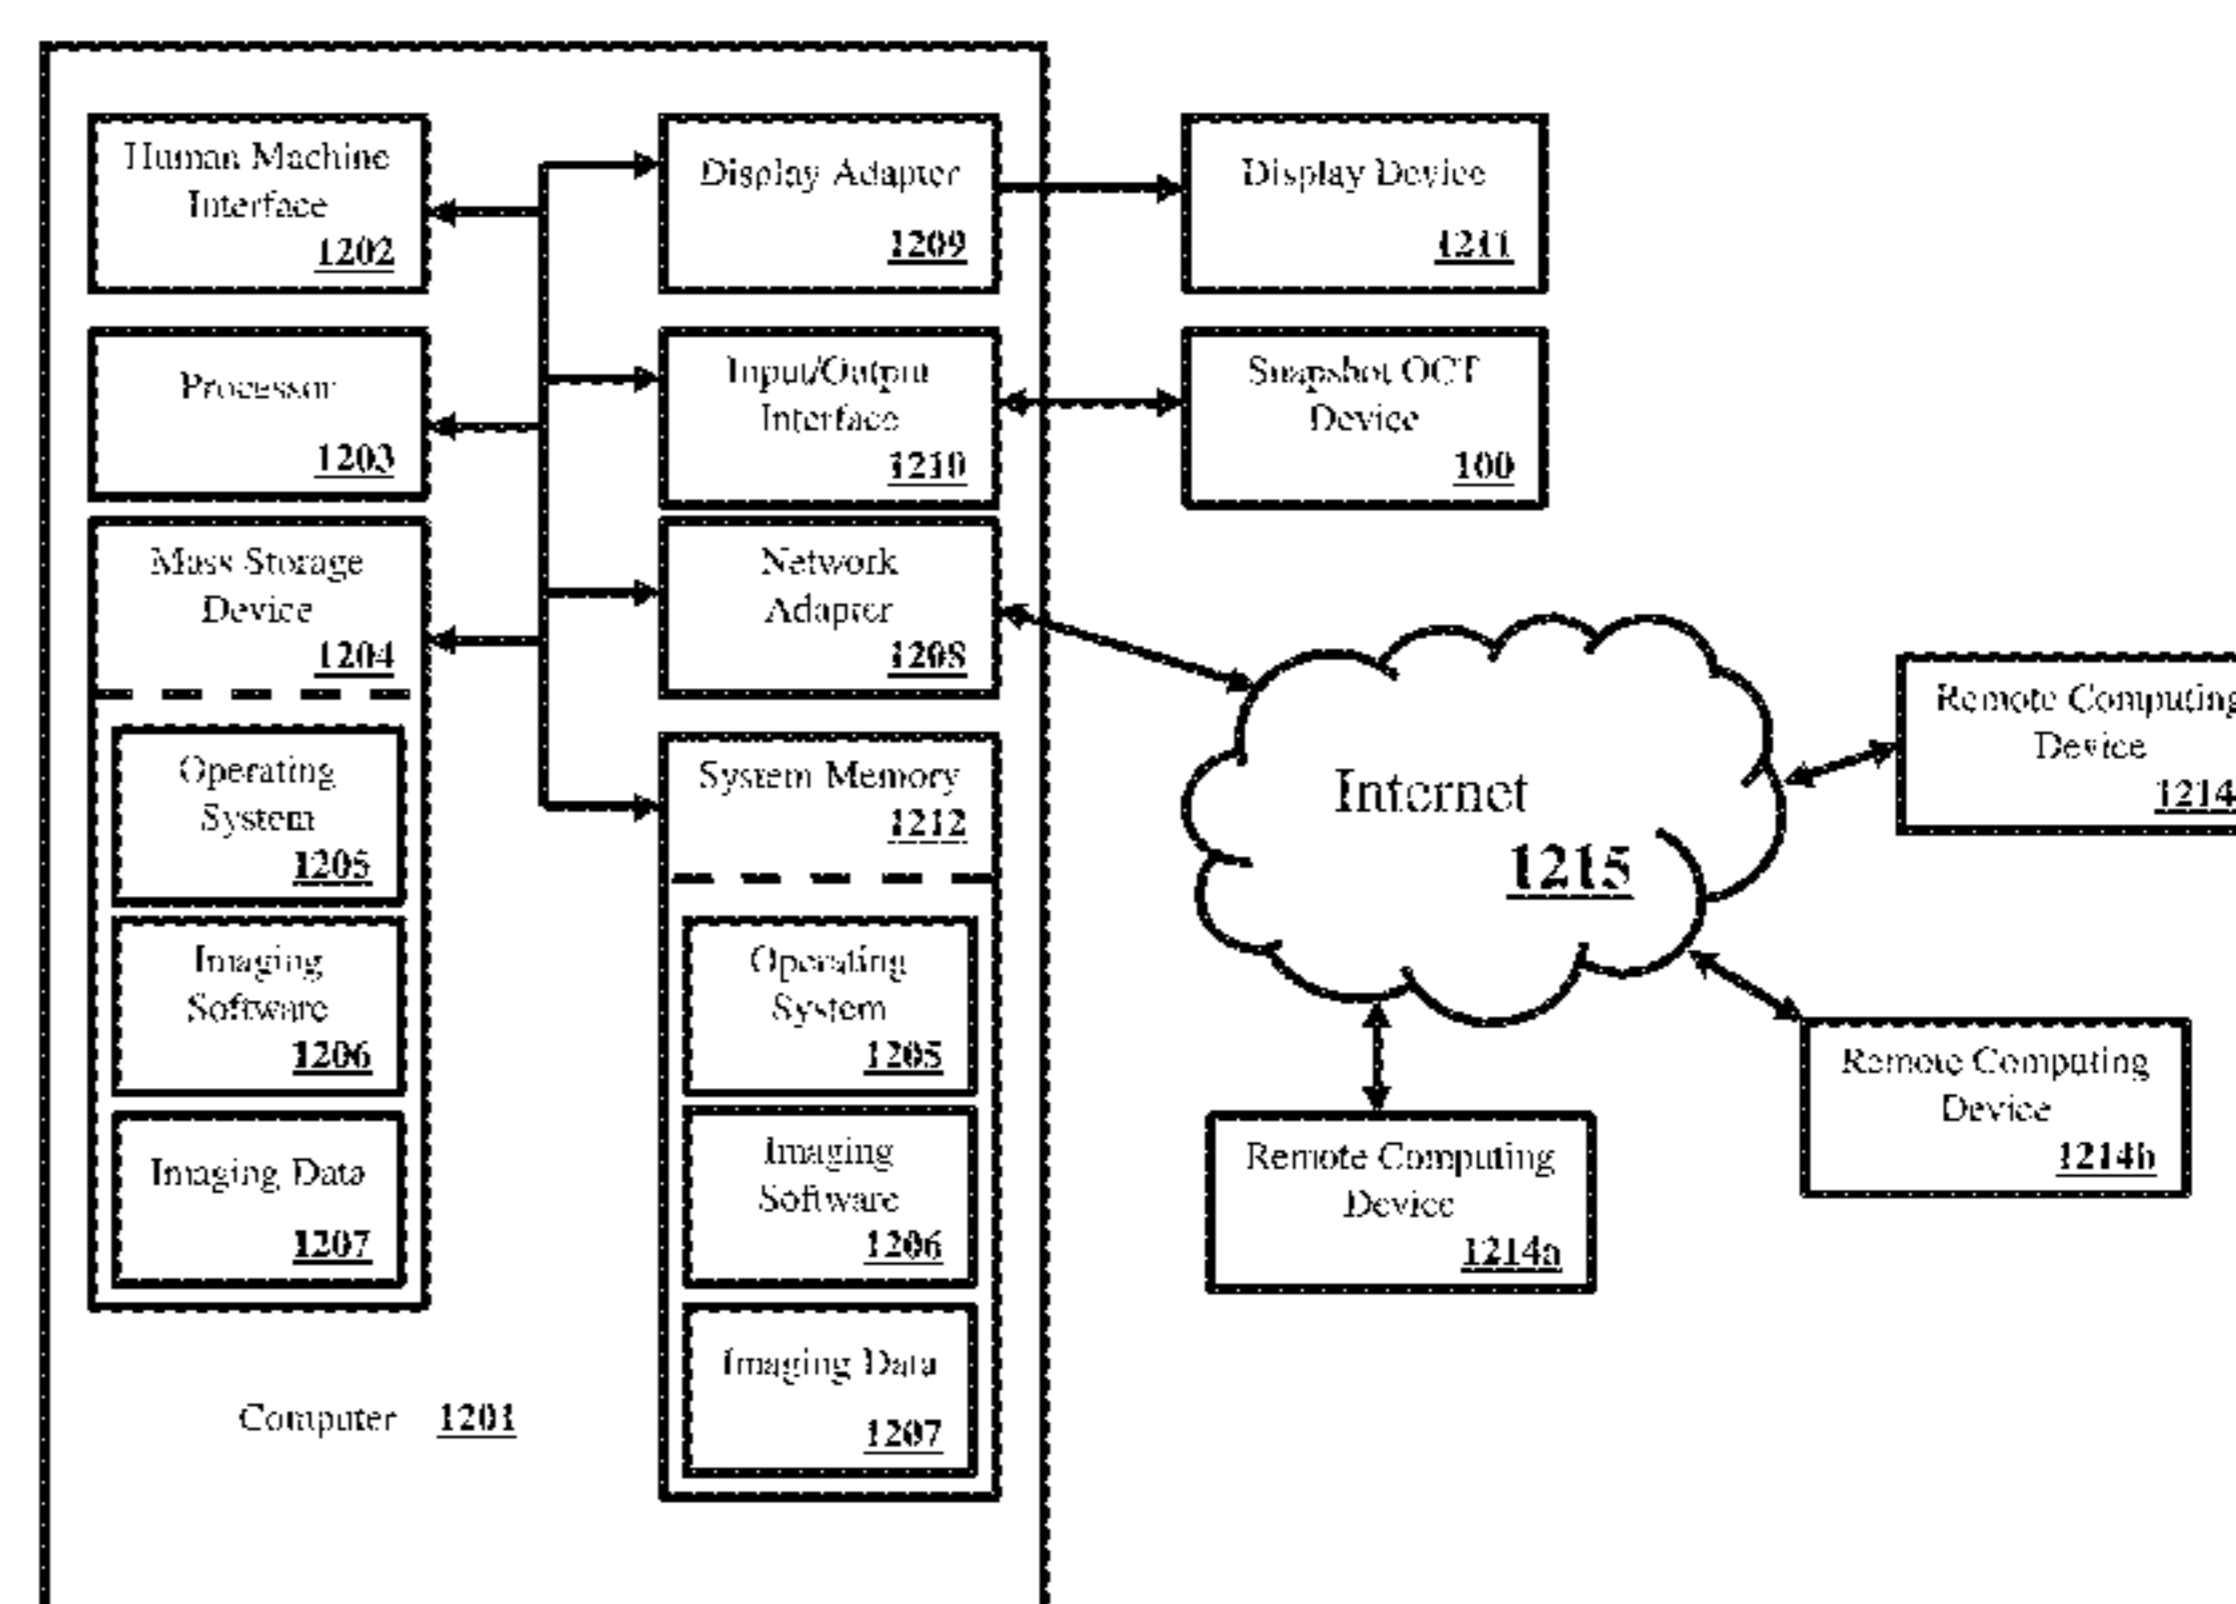 Human Machine
Interface
1202
Processor
1203
Mass Storage
Device
1204
Operating
System
1205
Imaging
Software
1206
Imaging Data
1207
Computer 1201
Display Adapter
1209
Input/Output
Interface
1210
Network
Adapter
1208
System Memory
1212
Operating
System
1205
Imaging
Software
1206
Imaging Data
1207
Display Device
1211
Snapshot OCT
Device
100
Internet
1215
Remote Computing
Device
1214
Remote Computing
Device
1214b
Remote Computing
Device
1214a